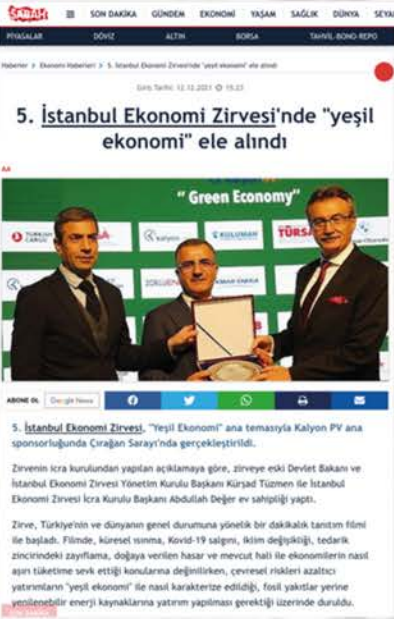 SABAH
SON DAKİKA GÜNDEM EKONOMİ YAŞAM SAĞLIK DÜNYA SEYA
PİYASALAR DÖVİZ ALTIN BORSA TAHVİL-BONO-REPO
Haberler > Ekonomi Haberleri > 5. İstanbul Ekonomi Zirvesi'nde "yeşil ekonomi" ele alındı
Giriş Tarihi: 12.12.2021 15:23
5. İstanbul Ekonomi Zirvesi'nde "yeşil
ekonomi" ele alındı
AA
"Green Economy"
TURKISH
CARGO
kalyon
KULUMAN
TÜRS
ABONE OL Google News
5. İstanbul Ekonomi Zirvesi, "Yeşil Ekonomi" ana temasıyla Kalyon PV ana
sponsorluğunda Çırağan Sarayı'nda gerçekleştirildi.
Zirvenin icra kurulundan yapılan açıklamaya göre, zirveye eski Devlet Bakanı ve
İstanbul Ekonomi Zirvesi Yönetim Kurulu Başkanı Kürşad Tüzmen ile İstanbul
Ekonomi Zirvesi İcra Kurulu Başkanı Abdullah Değer ev sahipliği yaptı.
Zirve, Türkiye'nin ve dünyanın genel durumuna yönelik bir dakikalık tanıtım filmi
ile başladı. Filmde, küresel ısınma, Kovid-19 salgını, iklim değişikliği, tedarik
zincirindeki zayıflama, doğaya verilen hasar ve mevcut hali ile ekonomilerin nasıl
aşırı tüketime sevk ettiği konularına değinilirken, çevresel riskleri azaltıcı
yatırımların "yeşil ekonomi" ile nasıl karakterize edildiği, fosil yakıtlar yerine
yenilenebilir enerji kaynaklarına yatırım yapılması gerektiği üzerinde duruldu.